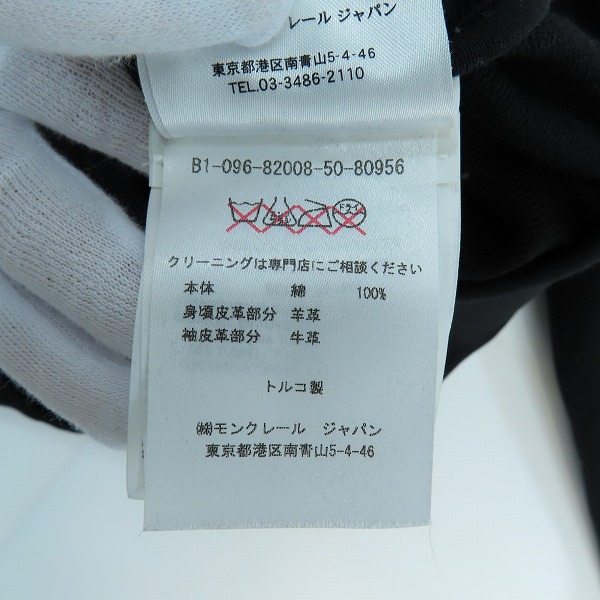 レール ジャパン
東京都港区南青山5-4-46
TEL.03-3486-2110
B1-096-82008-50-80956
ドライ
クリーニングは専門店にご相談ください
本体 綿 100%
身頃皮革部分 羊革
袖皮革部分 牛革
トルコ製
㈱モンクレール ジャパン
東京都港区南青山5-4-46